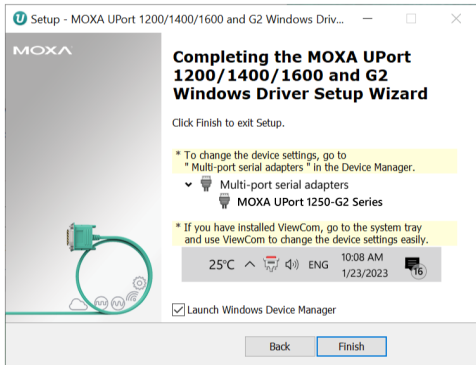 Setup - MOXA UPort 1200/1400/1600 and G2 Windows Driv...
MOXA
Completing the MOXA UPort
1200/1400/1600 and G2
Windows Driver Setup Wizard
Click Finish to exit Setup.
* To change the device settings, go to
" Multi-port serial adapters " in the Device Manager.
Multi-port serial adapters
MOXA UPort 1250-G2 Series
* If you have installed ViewCom, go to the system tray
and use ViewCom to change the device settings easily.
25°C ENG 10:08 AM
1/23/2023
16
Launch Windows Device Manager
Back Finish